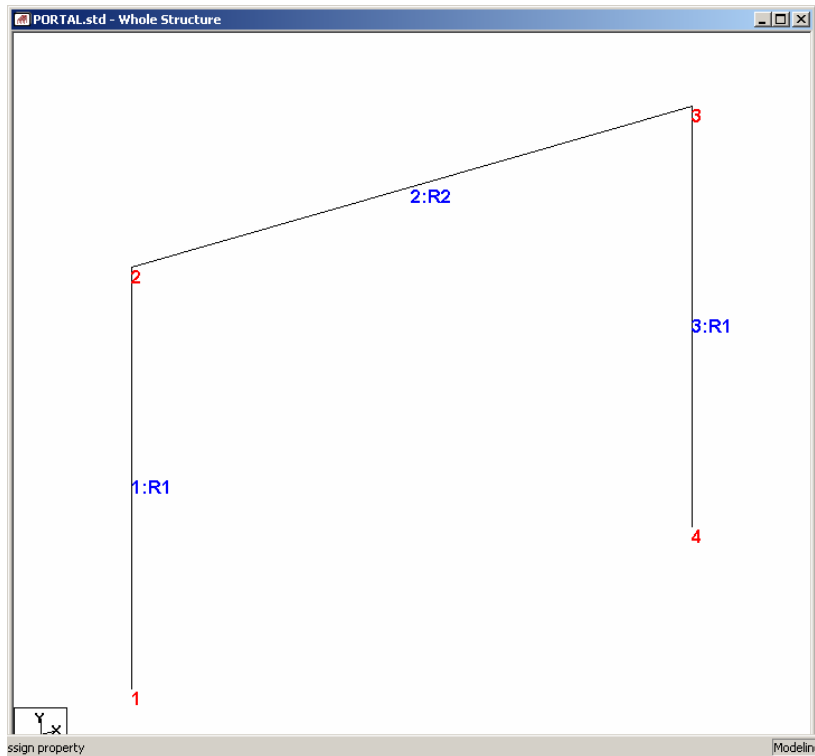 PORTAL.std - Whole Structure
3
2:R2
2
3:R1
1:R1
4
1
Y
X
ssign property
Modelin